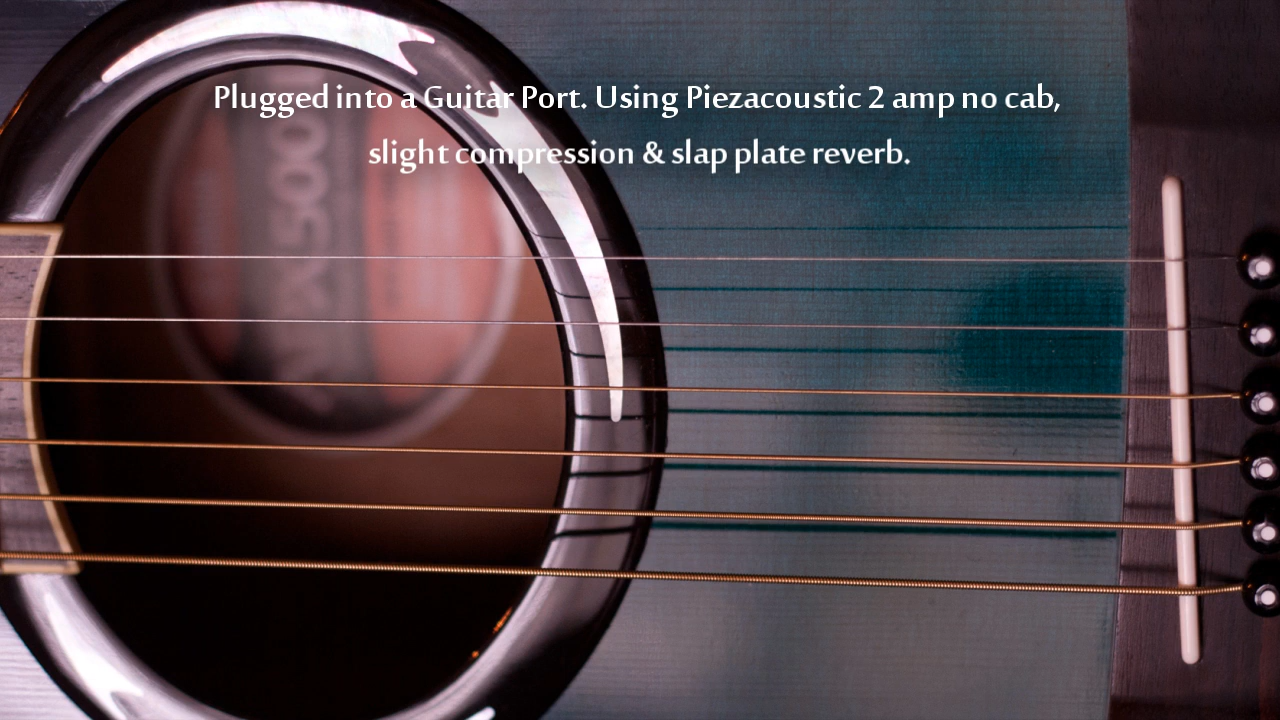 Plugged into a Guitar Port. Using Piezacoustic 2 amp no cab,
slight compression & slap plate reverb.